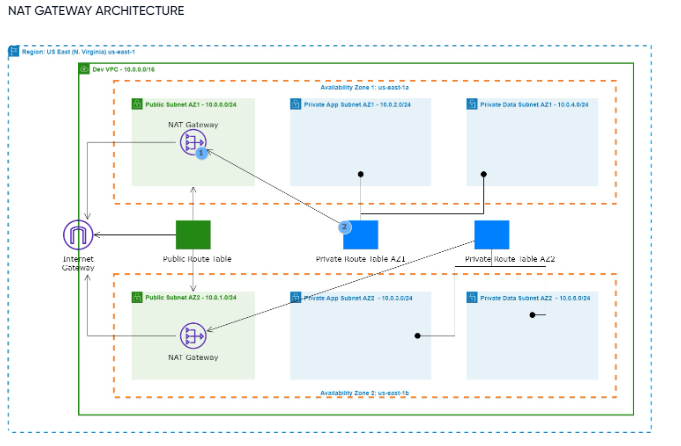 NAT GATEWAY ARCHITECTURE
Region: US East (N. Virginia) us-east-1
Dev VPC - 10.0.0.0/16
Availability Zone 1: us-east-1a
Public Subnet AZ1 - 10.0.0.0/24
Private App Subnet AZ1 - 10.0.2.0/24
Private Data Subnet AZ1 - 10.0.4.0/24
NAT Gateway
1
2
Internet
Gateway
Public Route Table
Private Route Table AZ1
Private Route Table AZ2
Public Subnet AZ2 - 10.0.1.0/24
Private App Subnet AZ2 - 10.0.3.0/24
Private Data Subnet AZ2 - 10.0.5.0/24
NAT Gateway
Availability Zone 2: us-east-1b